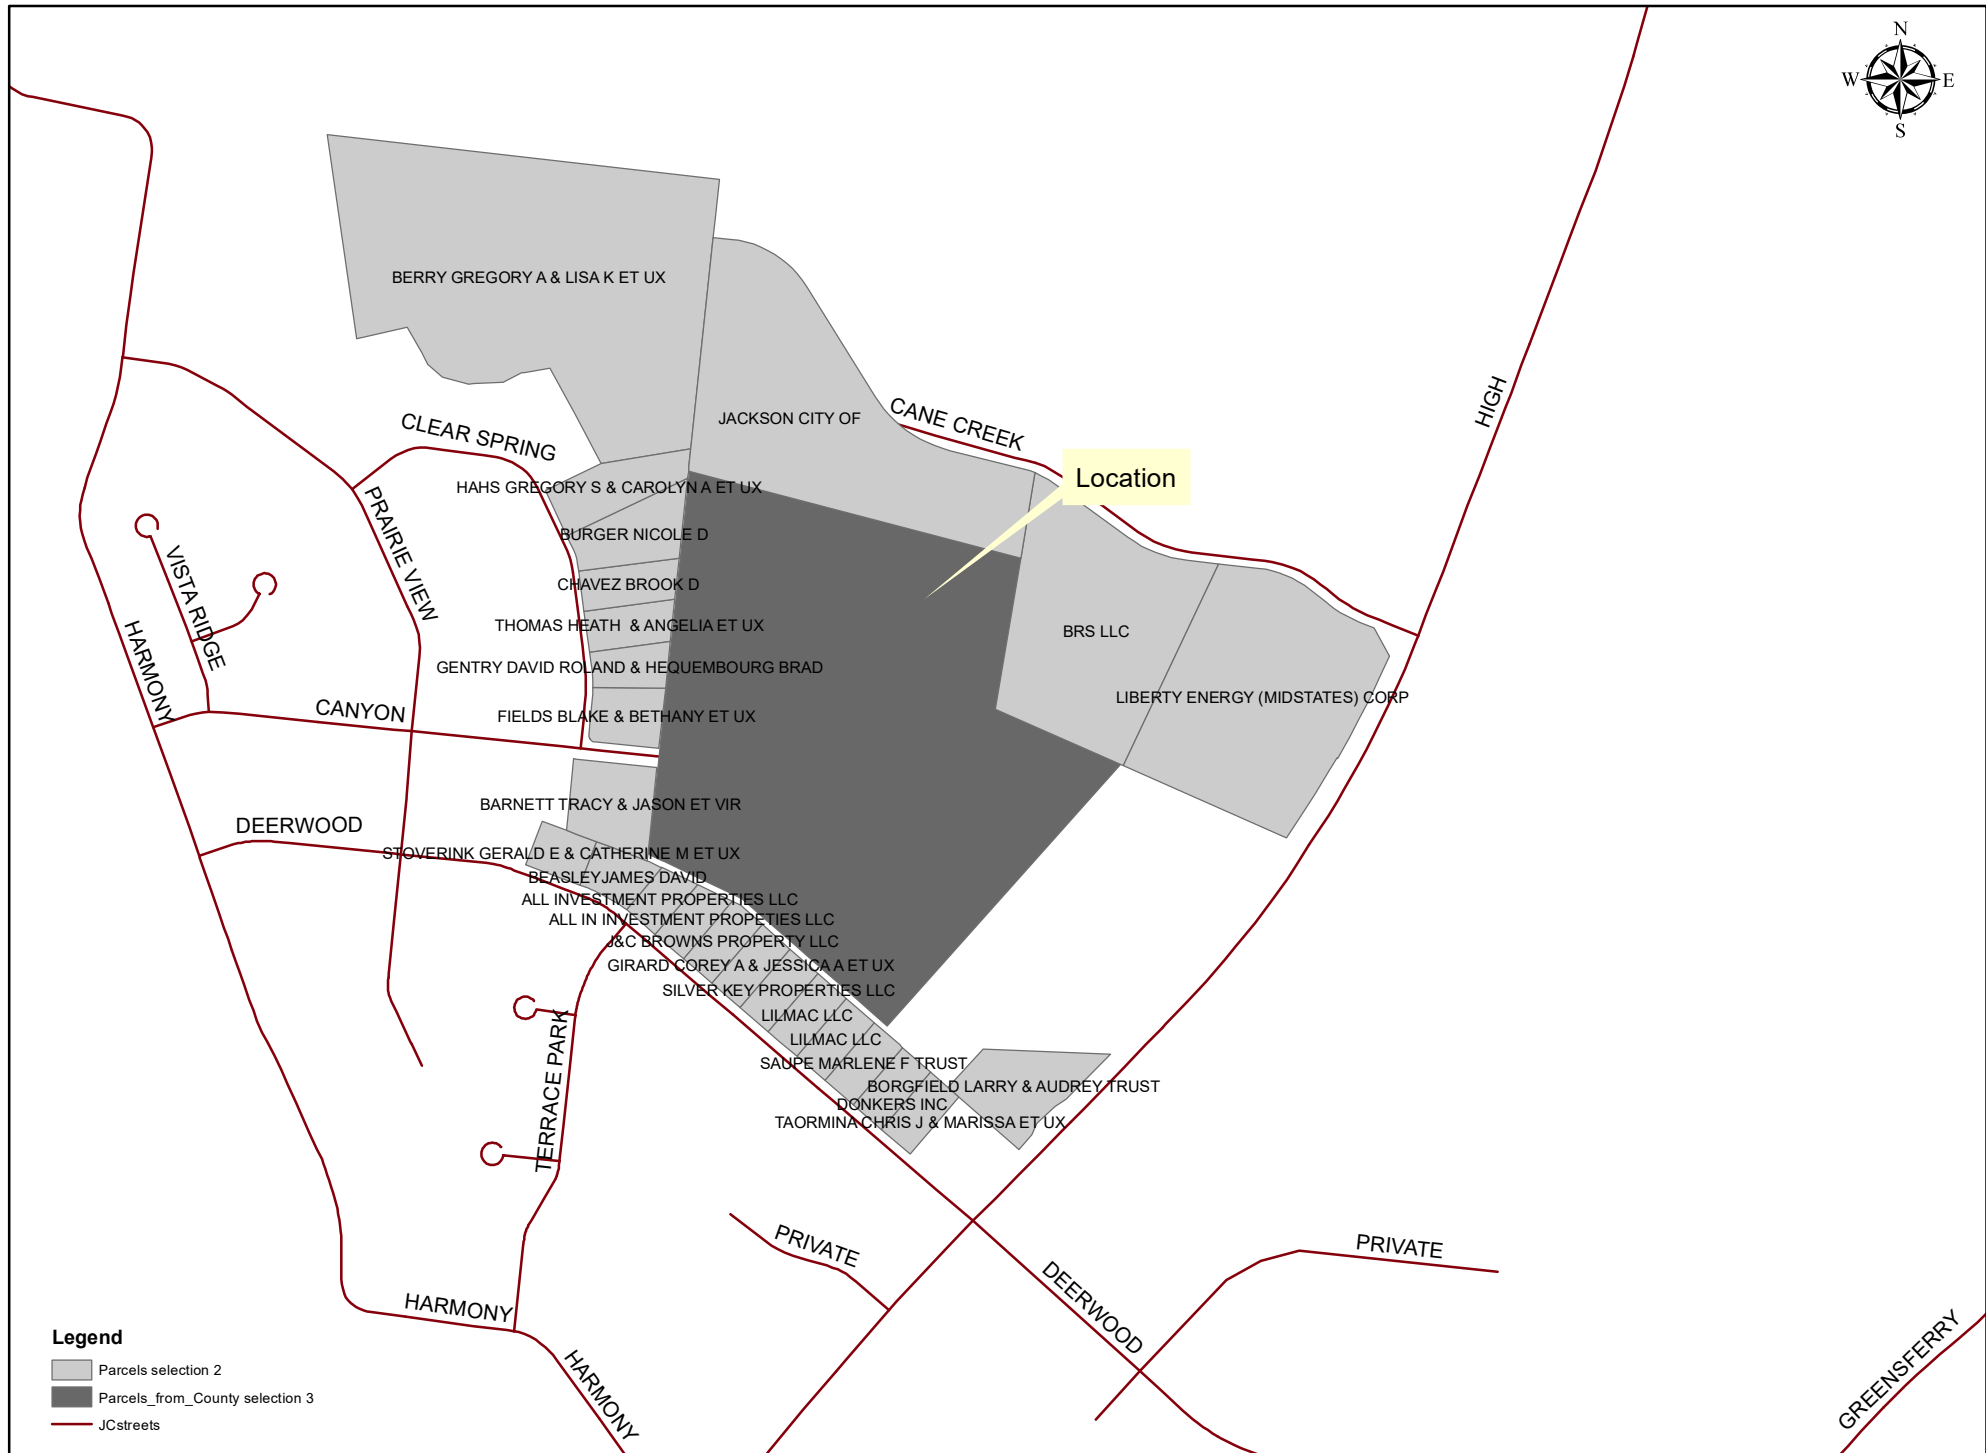 N
W
E
S
BERRY GREGORY A & LISA K ET UX
HIGH
JACKSON CITY OF
CANE CREEK
CLEAR SPRING
Location
HAHS GREGORY S & CAROLYN A ET UX
PRAIRIE VIEW
BURGER NICOLE D
VISTA RIDGE
CHAVEZ BROOK D
THOMAS HEATH  & ANGELIA ET UX
BRS LLC
HARMONY
GENTRY DAVID ROLAND & HEQUEMBOURG BRAD
LIBERTY ENERGY (MIDSTATES) CORP
CANYON
FIELDS BLAKE & BETHANY ET UX
BARNETT TRACY & JASON ET VIR
DEERWOOD
STOVERINK GERALD E & CATHERINE M ET UX
BEASLEY JAMES DAVID
ALL INVESTMENT PROPERTIES LLC
ALL IN INVESTMENT PROPETIES LLC
J&C BROWNS PROPERTY LLC
GIRARD COREY A & JESSICA A ET UX
SILVER KEY PROPERTIES LLC
LILMAC LLC
LILMAC LLC
SAUPE MARLENE F TRUST
TERRACE PARK
BORGFIELD LARRY & AUDREY TRUST
DONKERS INC
TAORMINA CHRIS J & MARISSA ET UX
PRIVATE
PRIVATE
DEERWOOD
HARMONY
HARMONY
GREENSFERRY
Legend
Parcels selection 2
Parcels_from_County selection 3
JCstreets